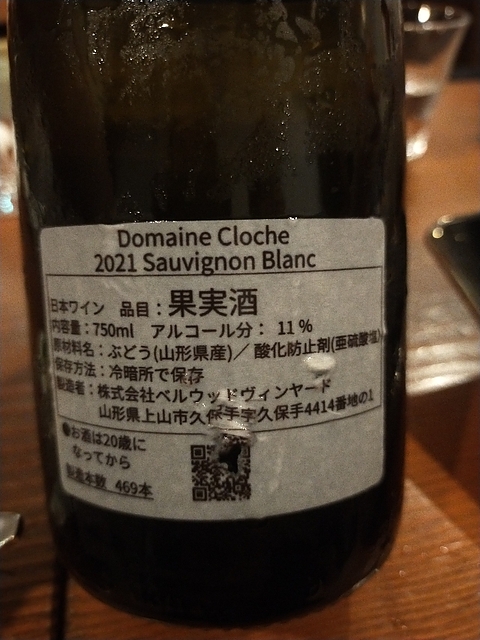 Domaine Cloche
2021 Sauvignon Blanc
日本ワイン 品目：果実酒
内容量：750ml アルコール分： 11％
原材料名：ぶどう(山形県産)／ 酸化防止剤(亜硫酸塩)
保存方法：冷暗所で保存
製造者：株式会社ベルウッドヴィンヤード
山形県上山市久保手字久保手4414番地の1
●お酒は20歳に
なってから
製造本数 469本